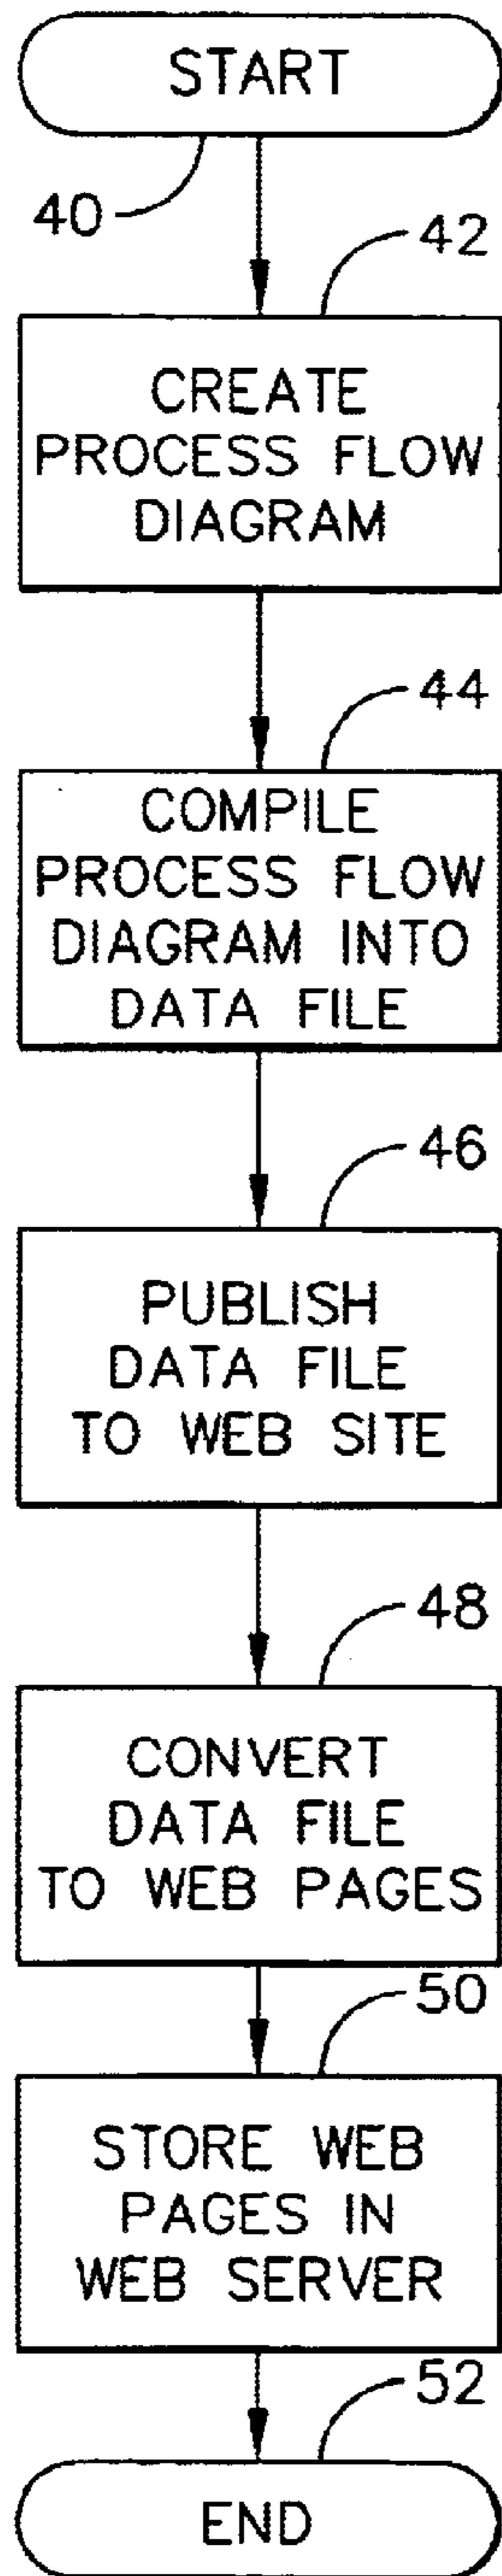 START
40
42
CREATE
PROCESS FLOW
DIAGRAM
44
COMPILE
PROCESS FLOW
DIAGRAM INTO
DATA FILE
46
PUBLISH
DATA FILE
TO WEB SITE
48
CONVERT
DATA FILE
TO WEB PAGES
50
STORE WEB
PAGES IN
WEB SERVER
52
END